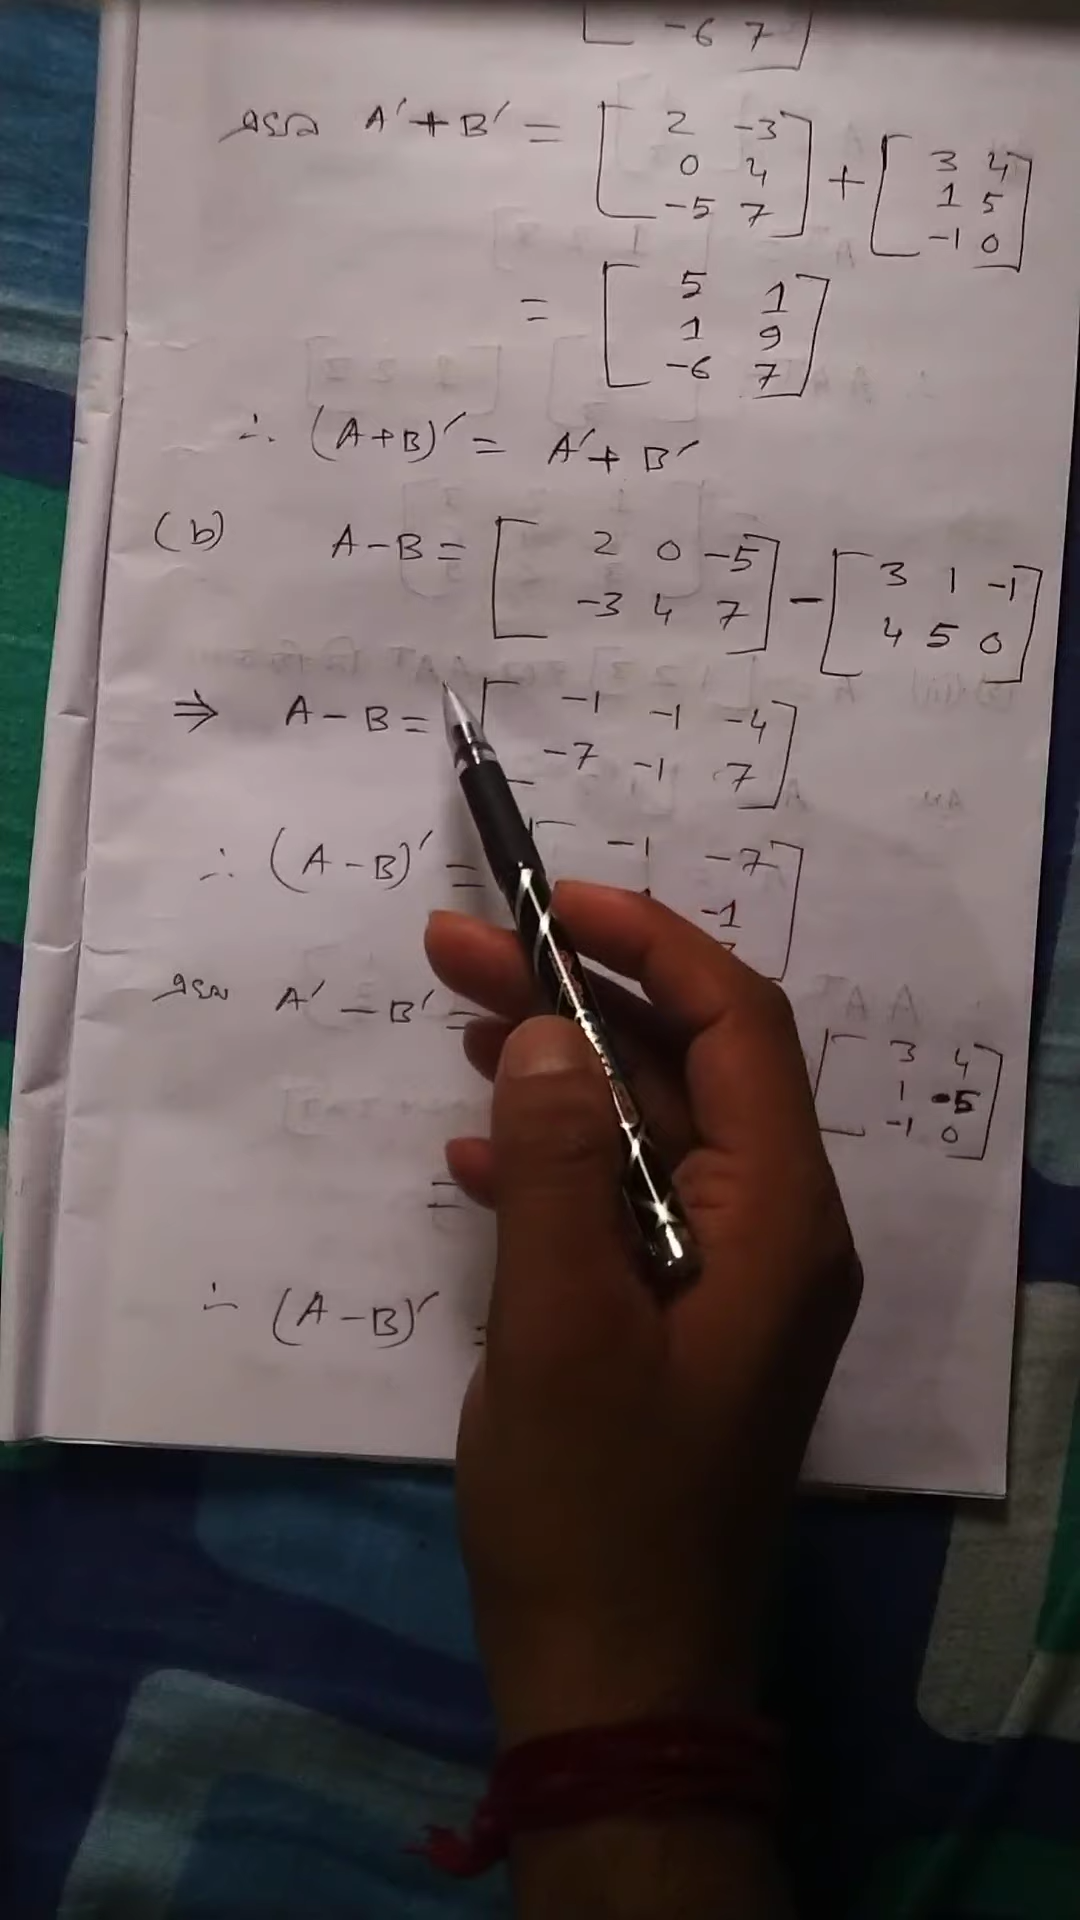 -6 7
এখন A′ + B′ = [ 2 -3 0 4 -5 7 ] + [ 3 4 1 5 -1 0 ]
= [ 5 1 1 9 -6 7 ]
∴ (A+B)′ = A′ + B′
(b) A - B = [ 2 0 -5 -3 4 7 ] - [ 3 1 -1 4 5 0 ]
⇒ A - B = [ -1 -1 -4 -7 -1 7 ]
∴ (A - B)′ = [ -1 -7 -1 ]
এখন A′ - B′ = [ 3 4 1 5 -1 0 ]
=
∴ (A - B)′ =